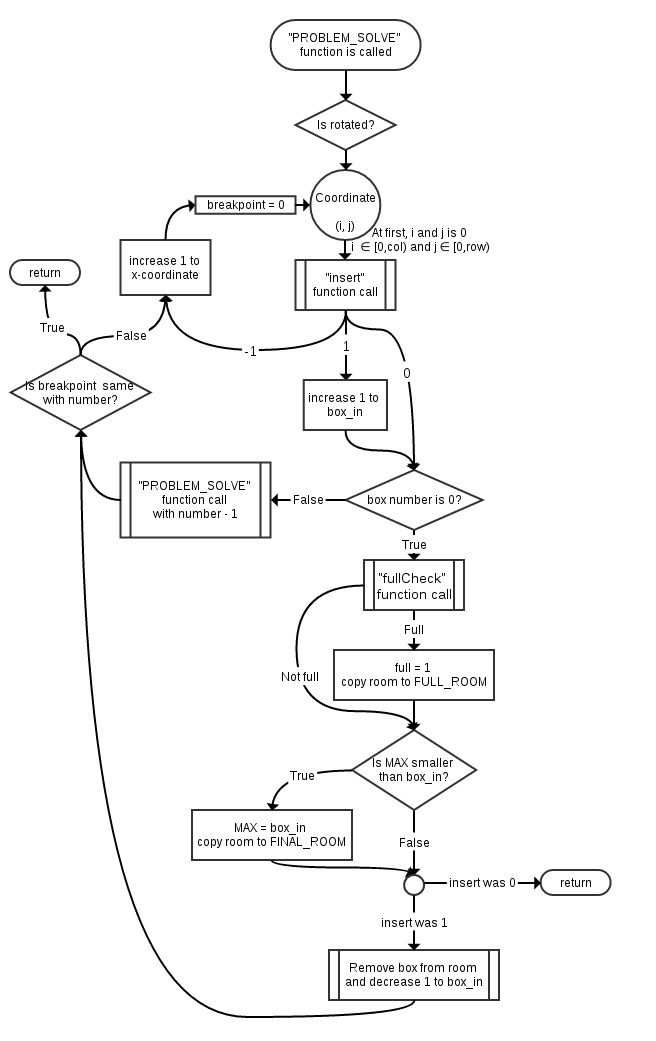 "PROBLEM_SOLVE"
function is called
Is rotated?
breakpoint = 0
Coordinate
(i, j)
At first, i and j is 0
i ∈ [0,col) and j ∈ [0,row)
increase 1 to
x-coordinate
return
"insert"
function call
True
False
-1
1
0
Is breakpoint same
with number?
increase 1 to
box_in
"PROBLEM_SOLVE"
function call
with number - 1
False
box number is 0?
True
"fullCheck"
function call
Full
Not full
full = 1
copy room to FULL_ROOM
Is MAX smaller
than box_in?
True
MAX = box_in
copy room to FINAL_ROOM
False
insert was 0
return
insert was 1
Remove box from room
and decrease 1 to box_in